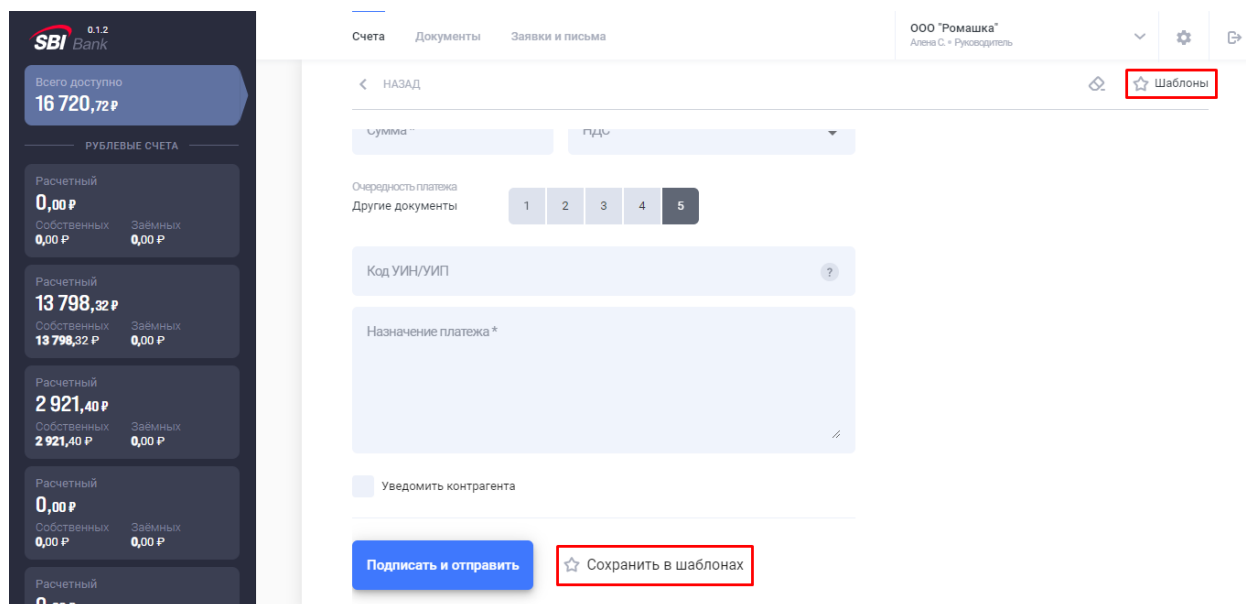 0.1.2
SBI Bank
Всего доступно
16 720,72 ₽
РУБЛЕВЫЕ СЧЕТА
Расчетный
0,00 ₽
Собственных Заёмных
0,00 ₽ 0,00 ₽
Расчетный
13 798,32 ₽
Собственных Заёмных
13 798,32 ₽ 0,00 ₽
Расчетный
2 921,40 ₽
Собственных Заёмных
2 921,40 ₽ 0,00 ₽
Расчетный
0,00 ₽
Собственных Заёмных
0,00 ₽ 0,00 ₽
Расчетный
Счета Документы Заявки и письма
ООО "Ромашка"
Алена С. • Руководитель
НАЗАД
Шаблоны
Сумма * НДС
Очередность платежа
Другие документы 1 2 3 4 5
Код УИН/УИП ?
Назначение платежа *
Уведомить контрагента
Подписать и отправить Сохранить в шаблонах